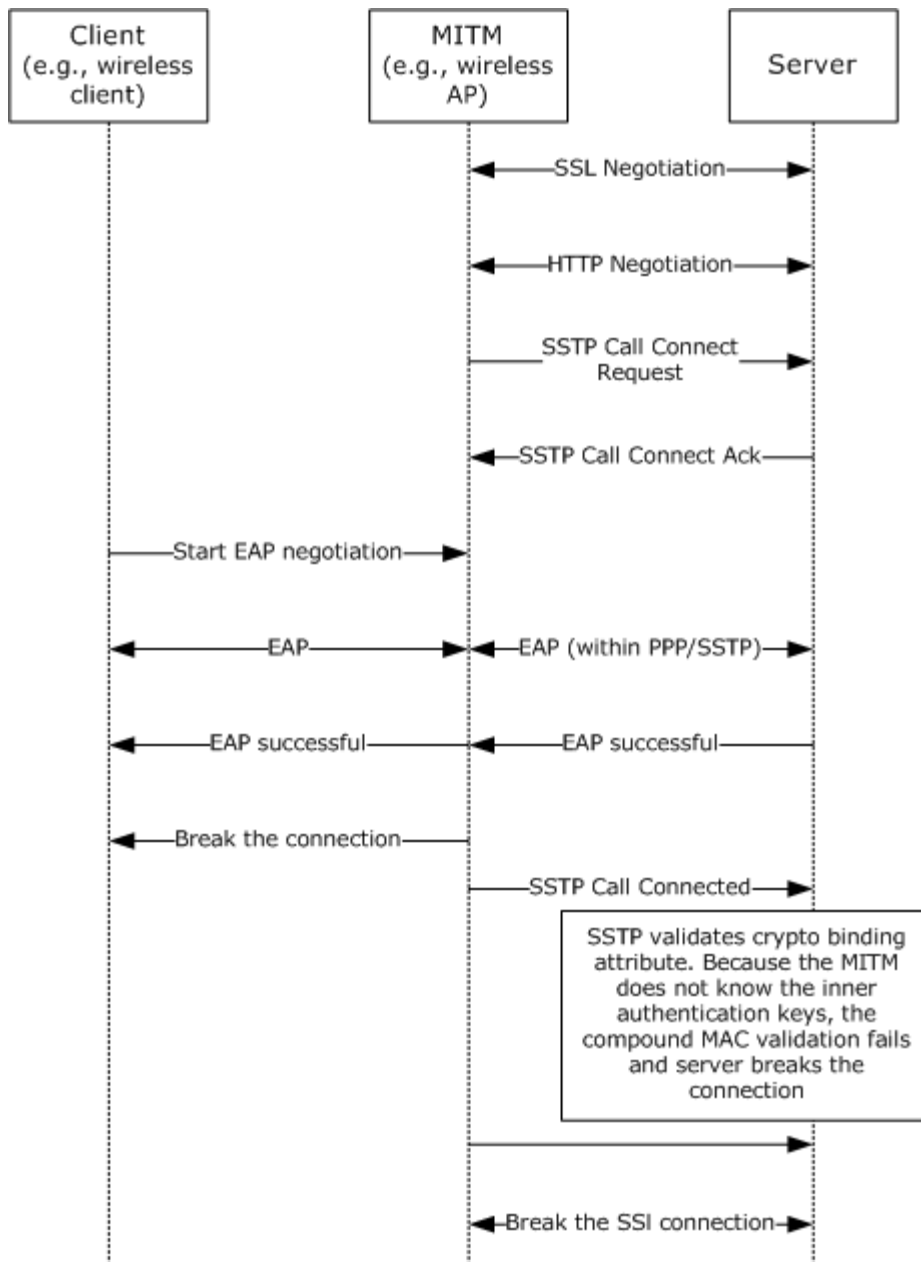 Client
(e.g., wireless
client)
MITM
(e.g., wireless
AP)
Server
SSL Negotiation
HTTP Negotiation
SSTP Call Connect
Request
SSTP Call Connect Ack
Start EAP negotiation
EAP
EAP (within PPP/SSTP)
EAP successful
EAP successful
Break the connection
SSTP Call Connected
SSTP validates crypto binding
attribute. Because the MITM
does not know the inner
authentication keys, the
compound MAC validation fails
and server breaks the
connection
Break the SSl connection